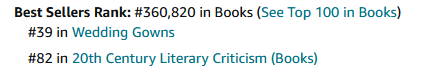 Best Sellers Rank: #360,820 in Books (See Top 100 in Books)
#39 in Wedding Gowns
#82 in 20th Century Literary Criticism (Books)